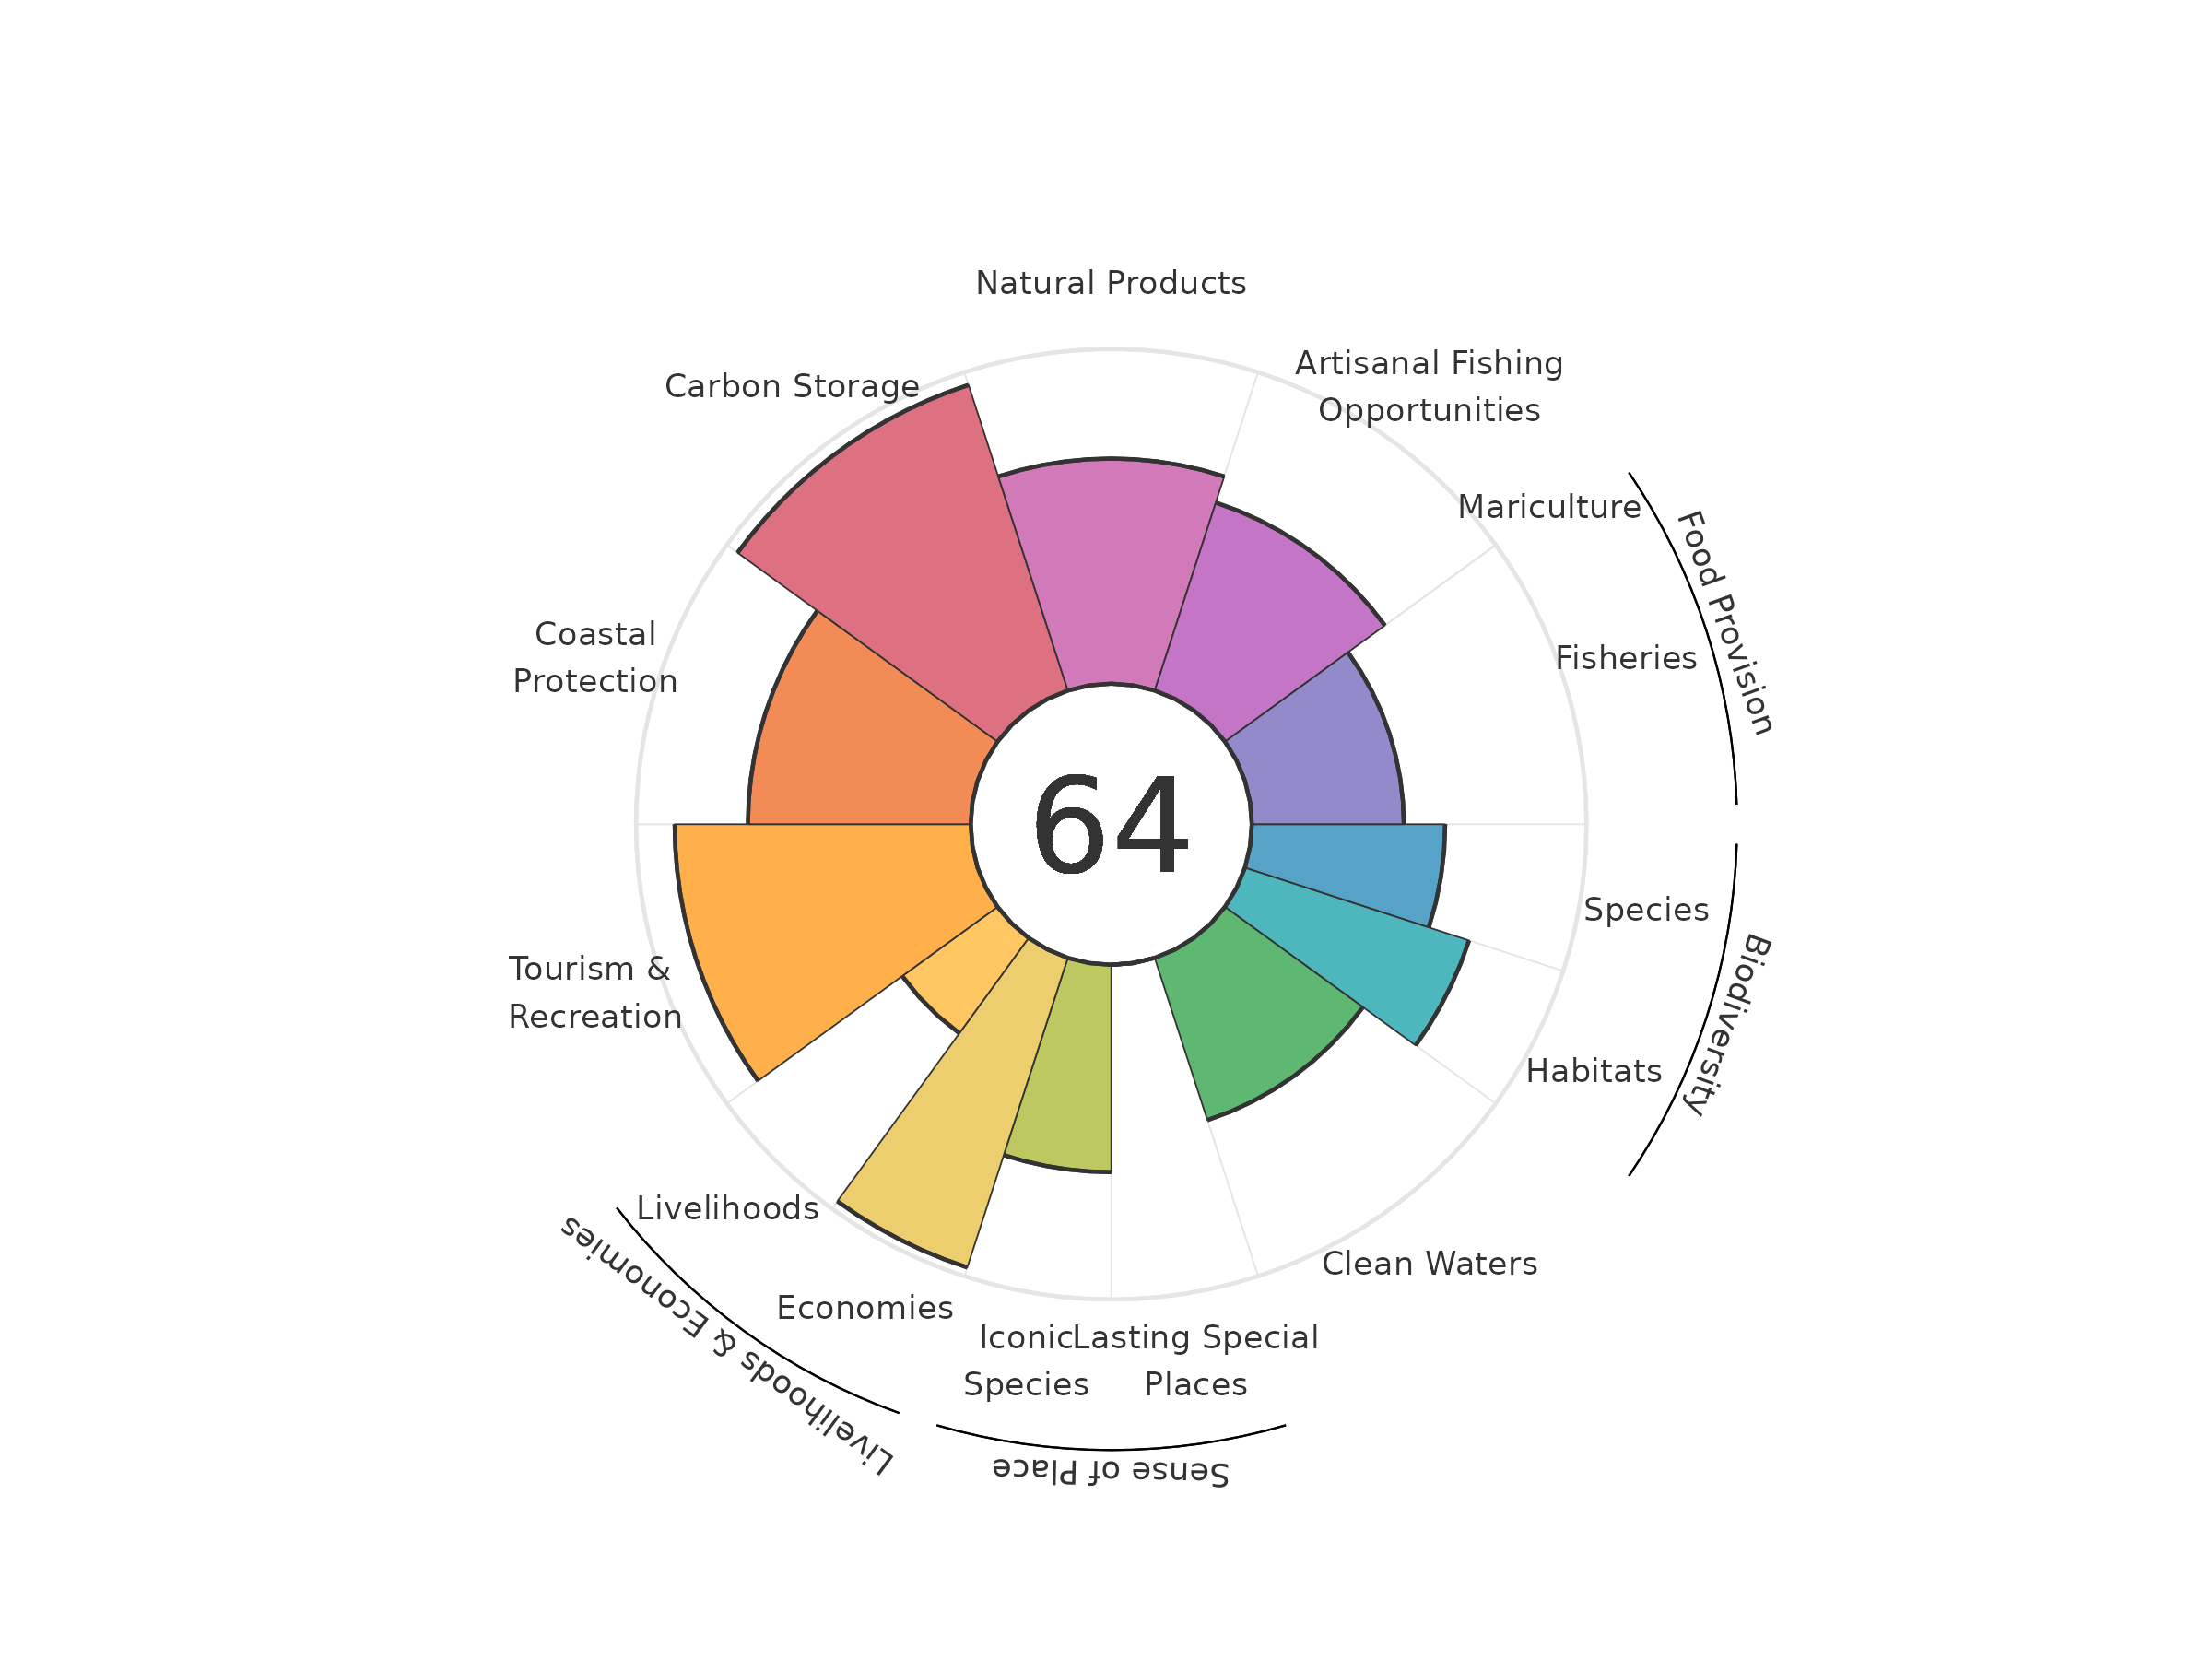 Natural Products
Artisanal Fishing
Opportunities
Carbon Storage
Mariculture
Food Provision
Fisheries
Coastal
Protection
64
Species
Biodiversity
Tourism &
Recreation
Habitats
Livelihoods
Clean Waters
Livelihoods & Economies
Economies
Iconic
Species
Lasting Special
Places
Sense of Place